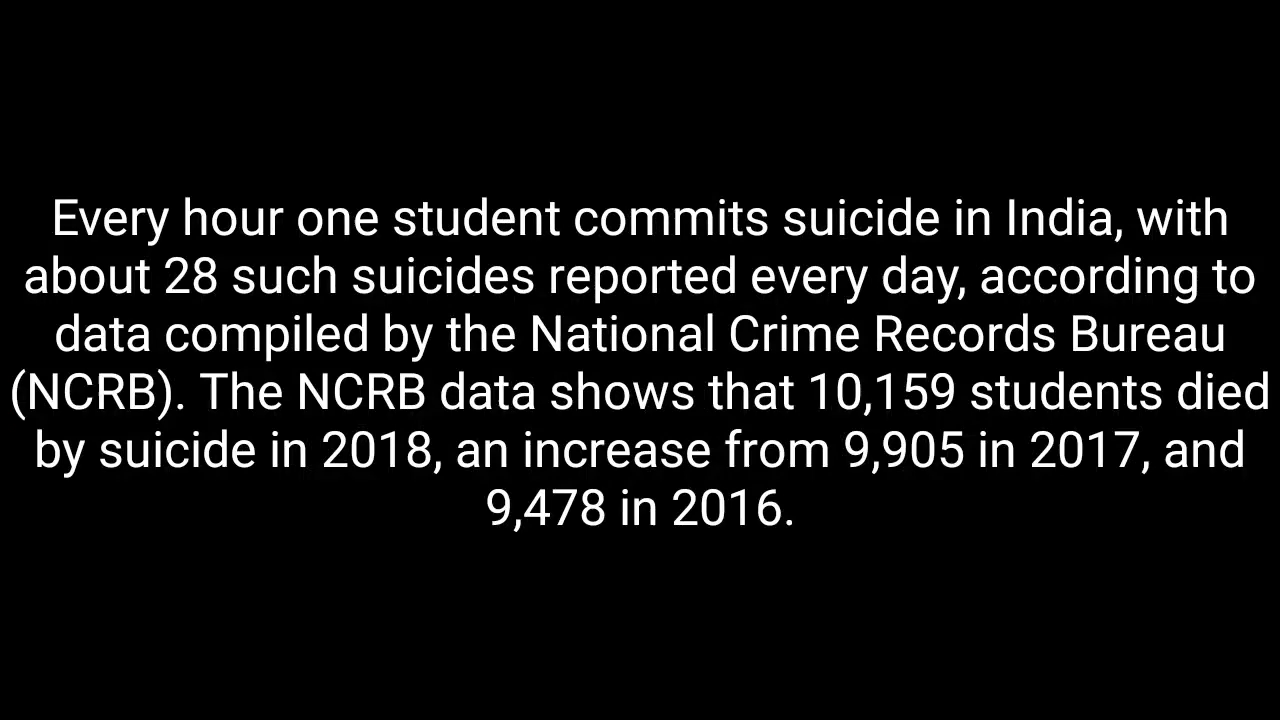 Every hour one student commits suicide in India, with
about 28 such suicides reported every day, according to
data compiled by the National Crime Records Bureau
(NCRB). The NCRB data shows that 10,159 students died
by suicide in 2018, an increase from 9,905 in 2017, and
9,478 in 2016.